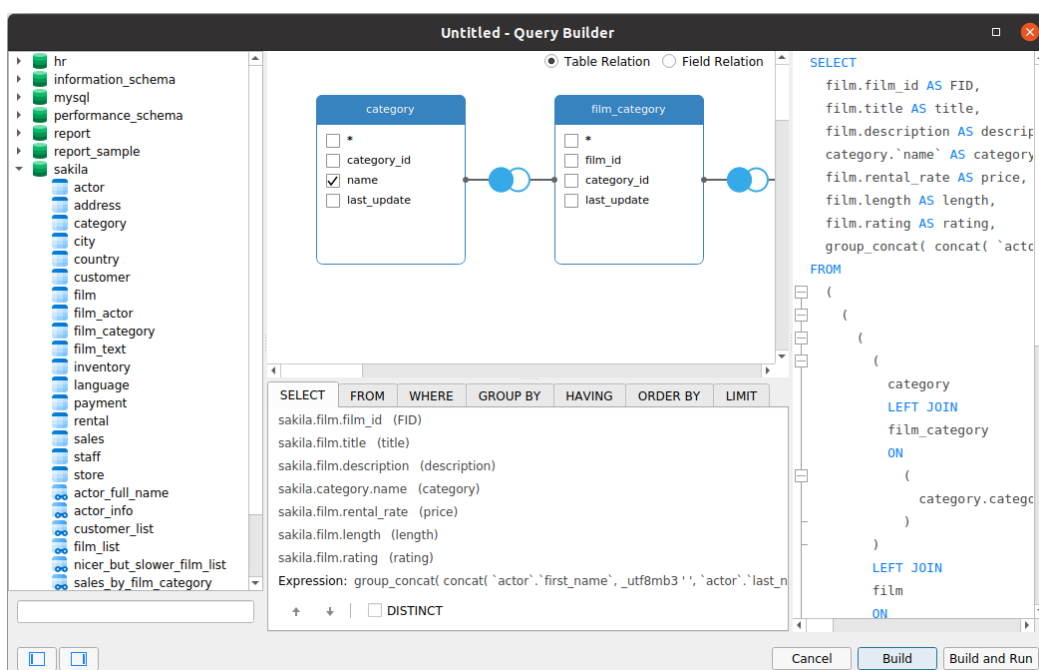 Untitled - Query Builder
hr
information_schema
mysql
performance_schema
report
report_sample
sakila
actor
address
category
city
country
customer
film
film_actor
film_category
film_text
inventory
language
payment
rental
sales
staff
store
actor_full_name
actor_info
customer_list
film_list
nicer_but_slower_film_list
sales_by_film_category
Table Relation Field Relation
category
*
category_id
name
last_update
film_category
*
film_id
category_id
last_update
SELECT FROM WHERE GROUP BY HAVING ORDER BY LIMIT
sakila.film.film_id (FID)
sakila.film.title (title)
sakila.film.description (description)
sakila.category.name (category)
sakila.film.rental_rate (price)
sakila.film.length (length)
sakila.film.rating (rating)
Expression: group_concat( concat( `actor`.`first_name`, _utf8mb3 ' ', `actor`.`last_n
DISTINCT
SELECT
film.film_id AS FID,
film.title AS title,
film.description AS descrip
category.`name` AS category
film.rental_rate AS price,
film.length AS length,
film.rating AS rating,
group_concat( concat( `acto
FROM
(
(
(
(
category
LEFT JOIN
film_category
ON
(
category.catego
)
)
LEFT JOIN
film
ON
Cancel Build Build and Run